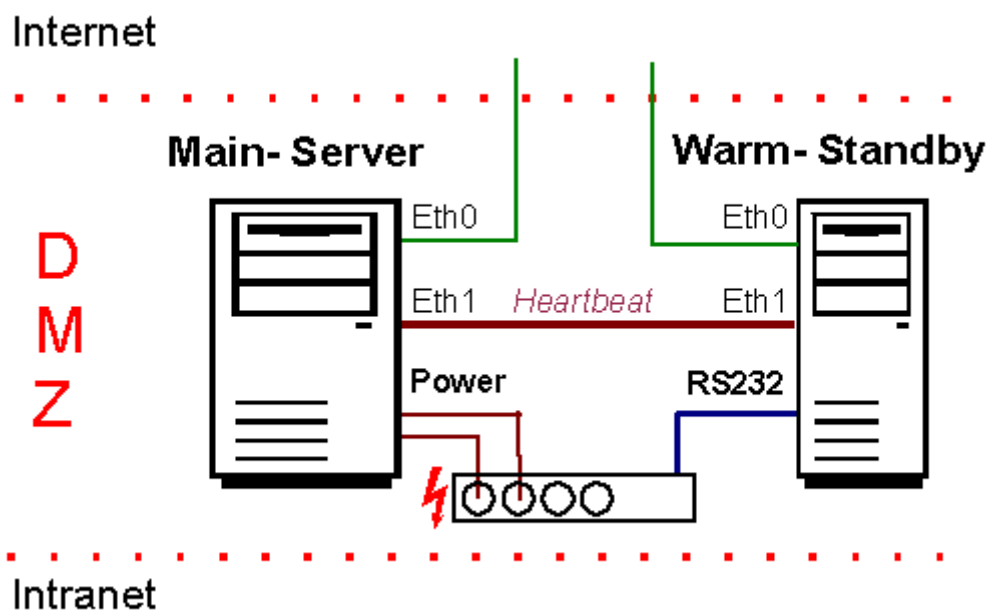 Internet
Main- Server
Warm- Standby
D
M
Z
Eth0
Eth0
Eth1
Heartbeat
Eth1
Power
RS232
Intranet